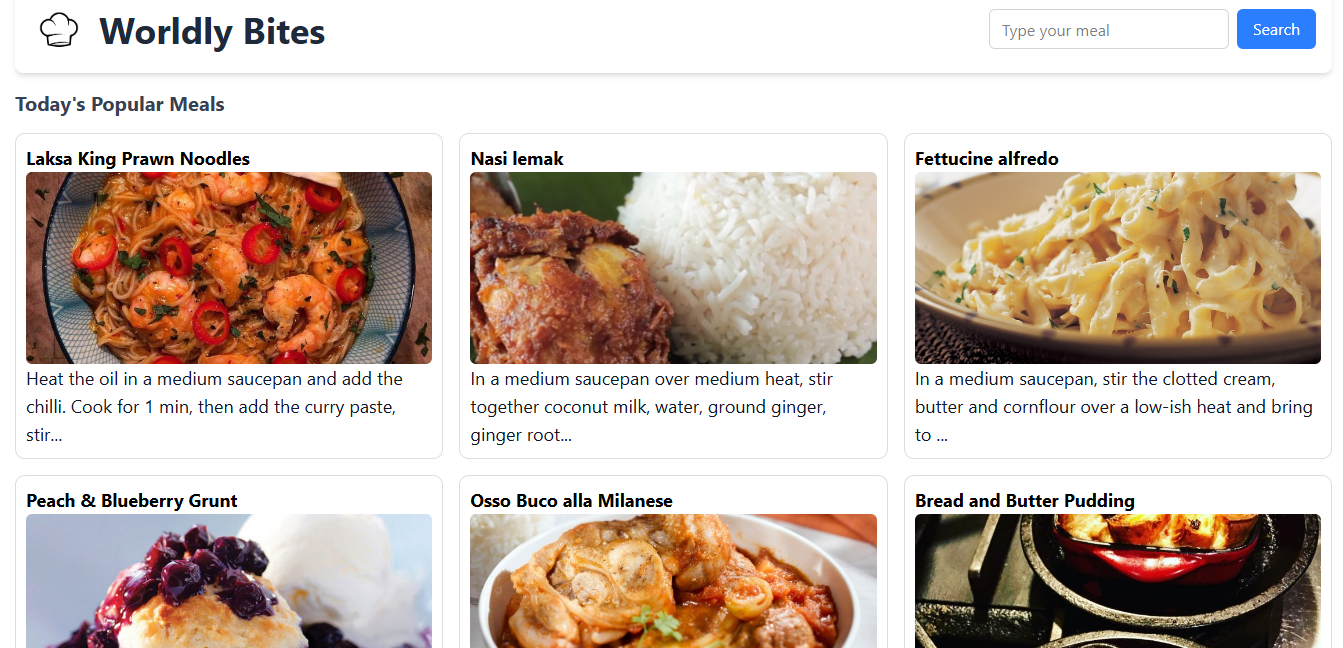 Worldly Bites
Type your meal
Search
Today's Popular Meals
Laksa King Prawn Noodles
Heat the oil in a medium saucepan and add the
chilli. Cook for 1 min, then add the curry paste,
stir...
Nasi lemak
In a medium saucepan over medium heat, stir
together coconut milk, water, ground ginger,
ginger root...
Fettucine alfredo
In a medium saucepan, stir the clotted cream,
butter and cornflour over a low-ish heat and bring
to ...
Peach & Blueberry Grunt
Osso Buco alla Milanese
Bread and Butter Pudding